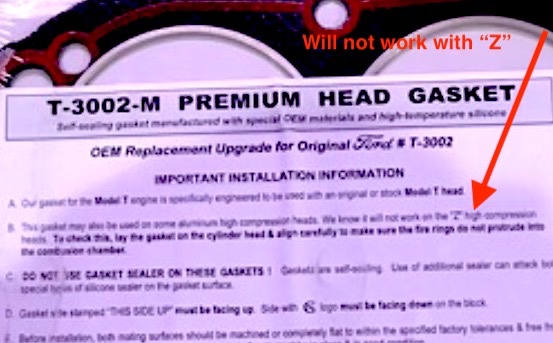 Will not work with “Z”
T-3002-M PREMIUM HEAD GASKET
Self-sealing gasket manufactured with special OEM materials and high-temperature silicone
OEM Replacement Upgrade for Original Ford # T-3002
IMPORTANT INSTALLATION INFORMATION
A. Our gasket for the Model T engine is specifically engineered to be used with an original or stock Model T head.
B. This gasket may also be used on some aluminum high compression heads. We know it will not work on the "Z" high compression
heads. To check this, lay the gasket on the cylinder head & align carefully to make sure the fire rings do not protrude into
the combustion chamber.
C. DO NOT USE GASKET SEALER ON THESE GASKETS ! Gaskets are self-sealing. Use of additional sealer can attack
special of silicone sealer on the gasket surface.
D. Gasket side stamped "THIS SIDE UP" must be facing up. Side with logo must be facing down on the block.
E. Before installation, both mating surfaces should be machined or completely flat to within the specified factory tolerances & free